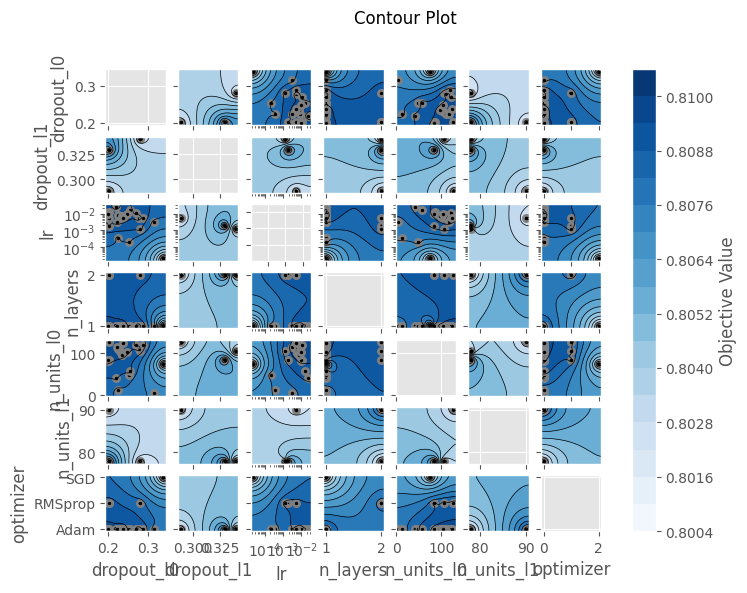 Contour Plot
dropout_l0
0.3
0.2
dropout_l1
0.325
0.300
lr
10⁻²
10⁻³
10⁻⁴
n_layers
2
1
n_units_l0
100
0
n_units_l1
90
80
optimizer
SGD
RMSprop
Adam
0.2 0.3 0.300 0.325 10⁻⁴ 10⁻³ 10⁻² 1 2 0 100 80 90 0 2
dropout_l0 dropout_l1 lr n_layers n_units_l0 n_units_l1 optimizer
0.8100
0.8088
0.8076
0.8064
0.8052
0.8040
0.8028
0.8016
0.8004
Objective Value